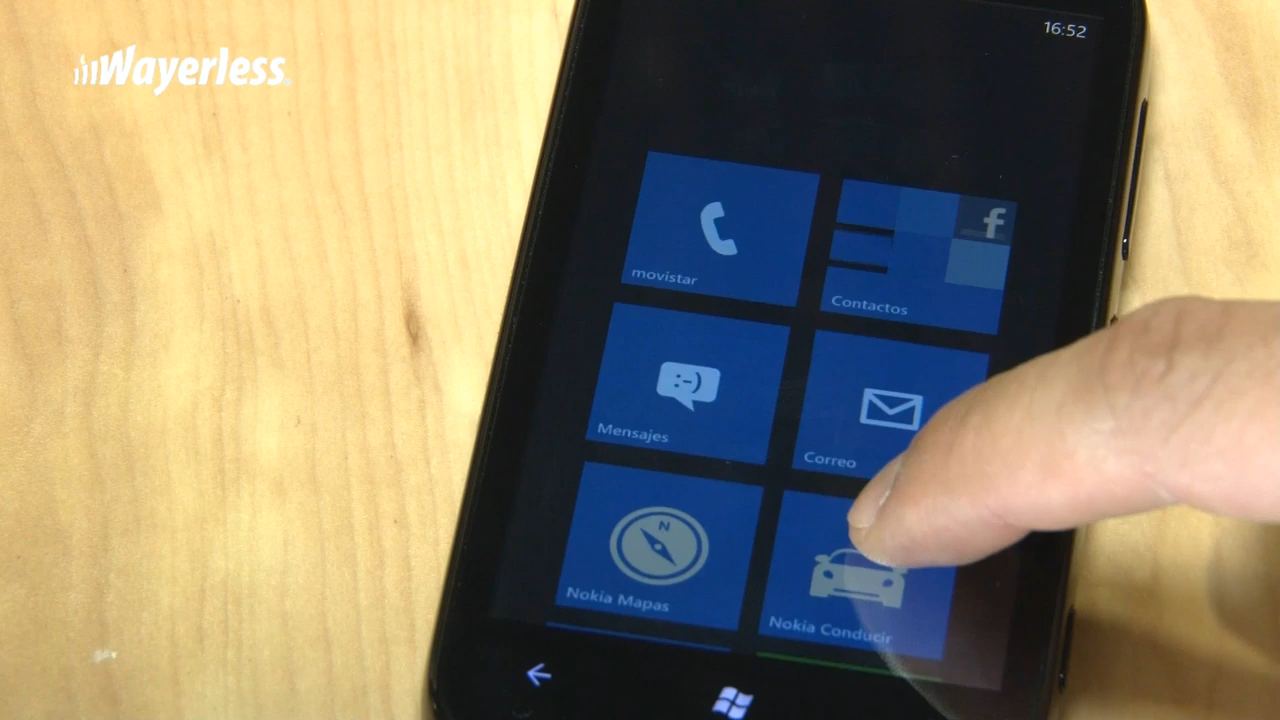 Wayerless
16:52
movistar
f
Contactos
:-)
Mensajes
Correo
N
Nokia Mapas
Nokia Conducir